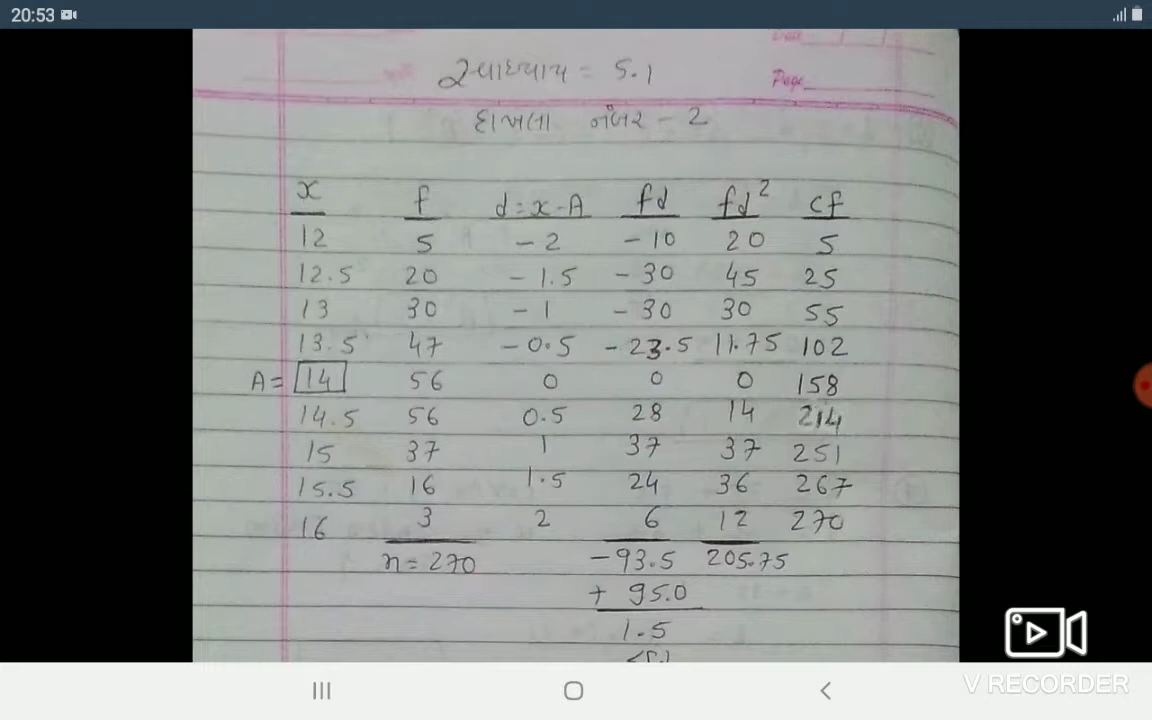 20:53
Date
Page
સ્વાધ્યાય = 5.1
દાખલા નંબર - 2
x f d = x - A fd fd² cf
12 5 - 2 - 10 20 5
12.5 20 - 1.5 - 30 45 25
13 30 - 1 - 30 30 55
13.5 47 - 0.5 - 23.5 11.75 102
A = 14 56 0 0 0 158
14.5 56 0.5 28 14 214
15 37 1 37 37 251
15.5 16 1.5 24 36 267
16 3 2 6 12 270
n = 270 - 93.5 205.75
+ 95.0
1.5
V RECORDER